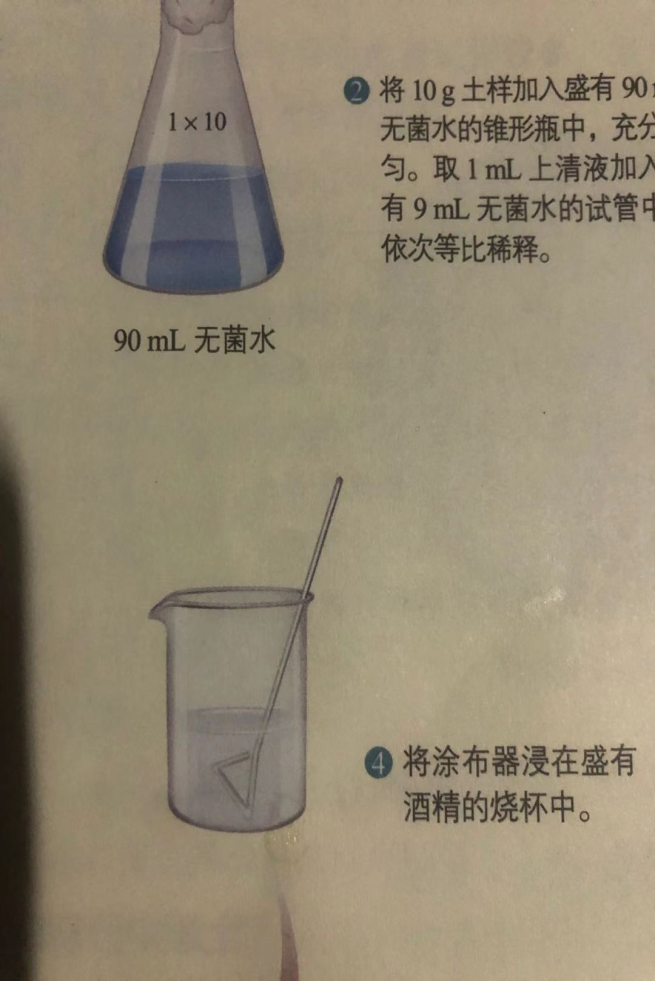 1×10
90 mL 无菌水
❷ 将 10 g 土样加入盛有 90
无菌水的锥形瓶中，充分
匀。取 1 mL 上清液加入
有 9 mL 无菌水的试管中
依次等比稀释。
❹ 将涂布器浸在盛有
酒精的烧杯中。